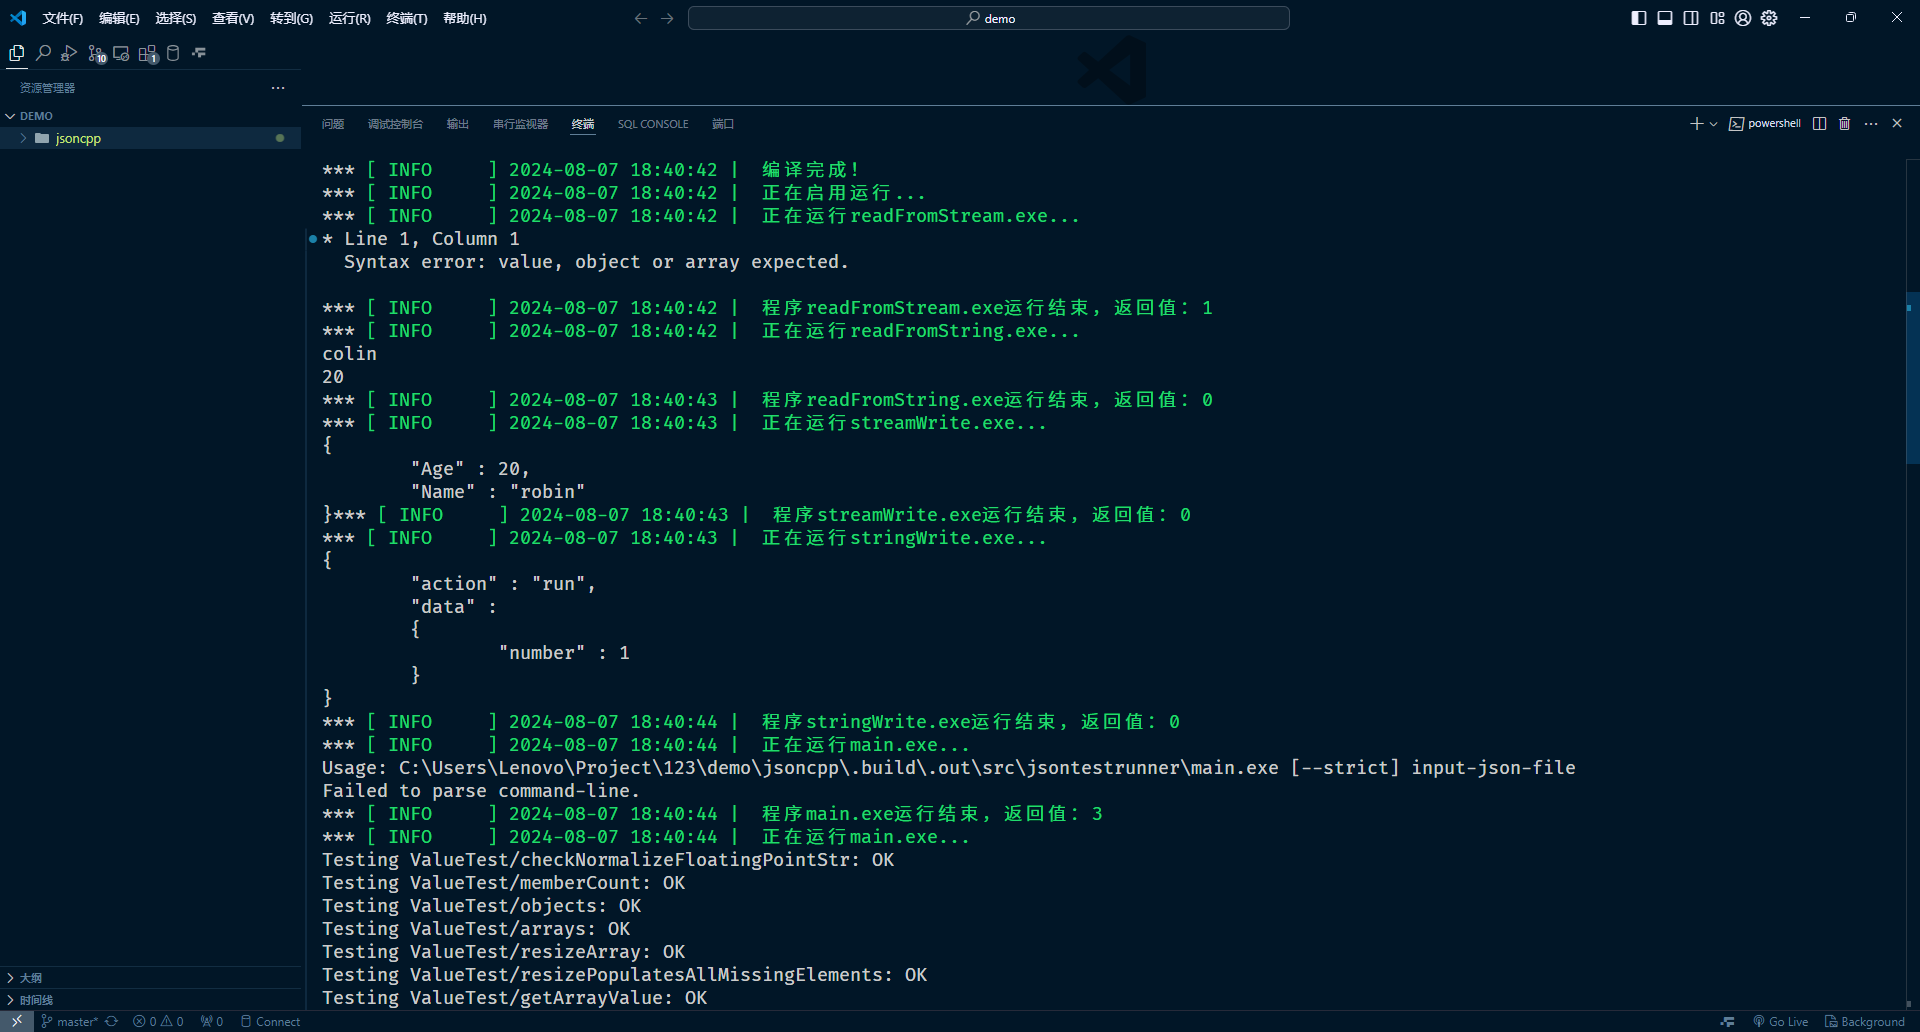 文件(F) 编辑(E) 选择(S) 查看(V) 转到(G) 运行(R) 终端(T) 帮助(H) demo
10 1
资源管理器
DEMO
jsoncpp
问题 调试控制台 输出 串行监视器 终端 SQL CONSOLE 端口 powershell
*** [ INFO     ] 2024-08-07 18:40:42 |  编译完成!
*** [ INFO     ] 2024-08-07 18:40:42 |  正在启用运行...
*** [ INFO     ] 2024-08-07 18:40:42 |  正在运行readFromStream.exe...
* Line 1, Column 1
  Syntax error: value, object or array expected.
*** [ INFO     ] 2024-08-07 18:40:42 |  程序readFromStream.exe运行结束, 返回值: 1
*** [ INFO     ] 2024-08-07 18:40:42 |  正在运行readFromString.exe...
colin
20
*** [ INFO     ] 2024-08-07 18:40:43 |  程序readFromString.exe运行结束, 返回值: 0
*** [ INFO     ] 2024-08-07 18:40:43 |  正在运行streamWrite.exe...
{
        "Age" : 20,
        "Name" : "robin"
}*** [ INFO     ] 2024-08-07 18:40:43 |  程序streamWrite.exe运行结束, 返回值: 0
*** [ INFO     ] 2024-08-07 18:40:43 |  正在运行stringWrite.exe...
{
        "action" : "run",
        "data" :
        {
                "number" : 1
        }
}
*** [ INFO     ] 2024-08-07 18:40:44 |  程序stringWrite.exe运行结束, 返回值: 0
*** [ INFO     ] 2024-08-07 18:40:44 |  正在运行main.exe...
Usage: C:\Users\Lenovo\Project\123\demo\jsoncpp\.build\.out\src\jsontestrunner\main.exe [--strict] input-json-file
Failed to parse command-line.
*** [ INFO     ] 2024-08-07 18:40:44 |  程序main.exe运行结束, 返回值: 3
*** [ INFO     ] 2024-08-07 18:40:44 |  正在运行main.exe...
Testing ValueTest/checkNormalizeFloatingPointStr: OK
Testing ValueTest/memberCount: OK
Testing ValueTest/objects: OK
Testing ValueTest/arrays: OK
Testing ValueTest/resizeArray: OK
Testing ValueTest/resizePopulatesAllMissingElements: OK
Testing ValueTest/getArrayValue: OK
大纲
时间线
master* 0 0 0 Connect Go Live Background